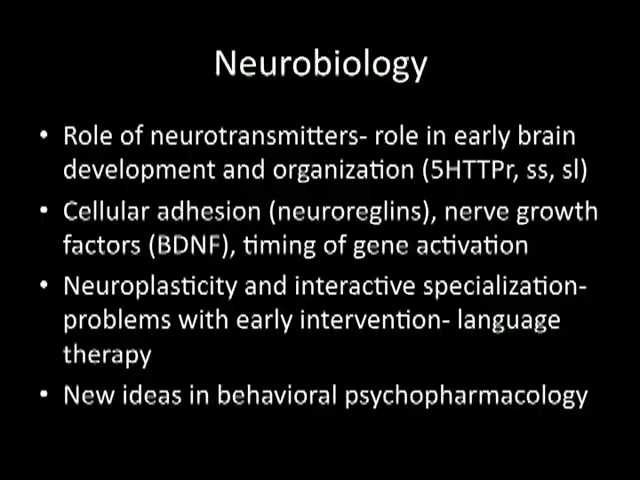 Neurobiology
• Role of neurotransmitters- role in early brain
development and organization (5HTTPr, ss, sl)
• Cellular adhesion (neuroreglins), nerve growth
factors (BDNF), timing of gene activation
• Neuroplasticity and interactive specialization-
problems with early intervention- language
therapy
• New ideas in behavioral psychopharmacology